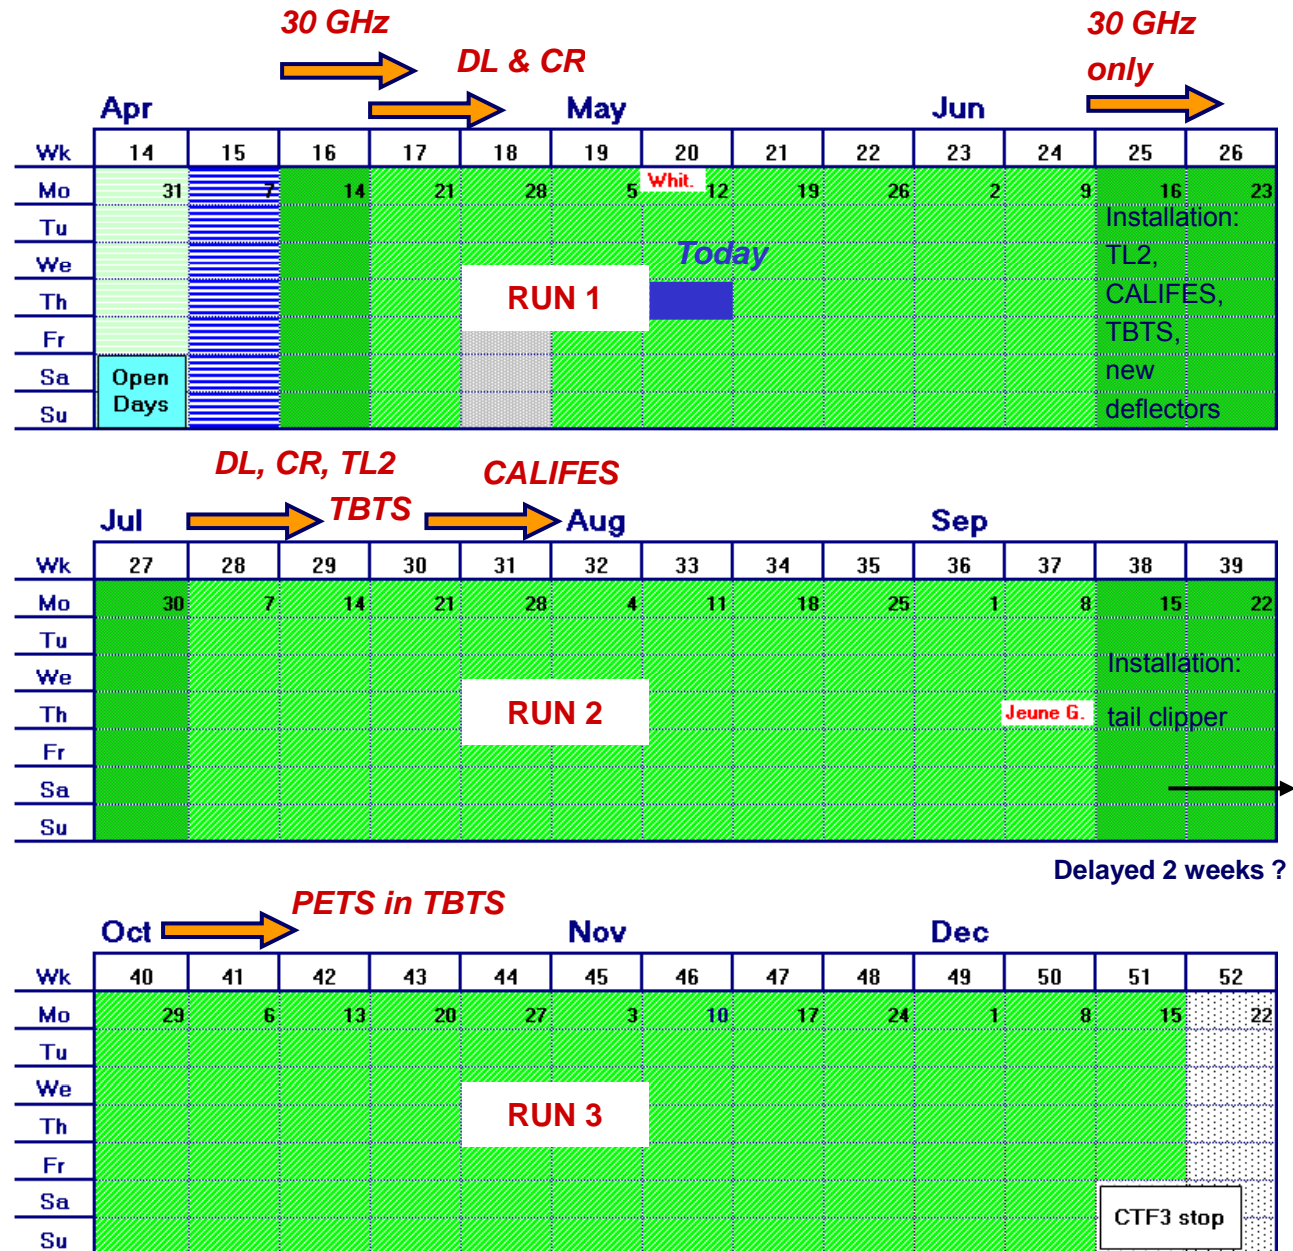 30 GHz
30 GHz
DL & CR
only
Apr May Jun
Wk 14 15 16 17 18 19 20 21 22 23 24 25 26
Mo 31 7 14 21 28 5 Whit. 12 19 26 2 9 16 23
Tu Installation:
We Today TL2,
Th RUN 1 CALIFES,
Fr TBTS,
Sa Open new
Su Days deflectors
DL, CR, TL2 CALIFES
TBTS
Jul Aug Sep
Wk 27 28 29 30 31 32 33 34 35 36 37 38 39
Mo 30 7 14 21 28 4 11 18 25 1 8 15 22
Tu
We Installation:
Th RUN 2 Jeune G. tail clipper
Fr
Sa
Su
Delayed 2 weeks ?
PETS in TBTS
Oct Nov Dec
Wk 40 41 42 43 44 45 46 47 48 49 50 51 52
Mo 29 6 13 20 27 3 10 17 24 1 8 15 22
Tu
We
Th RUN 3
Fr
Sa
CTF3 stop
Su